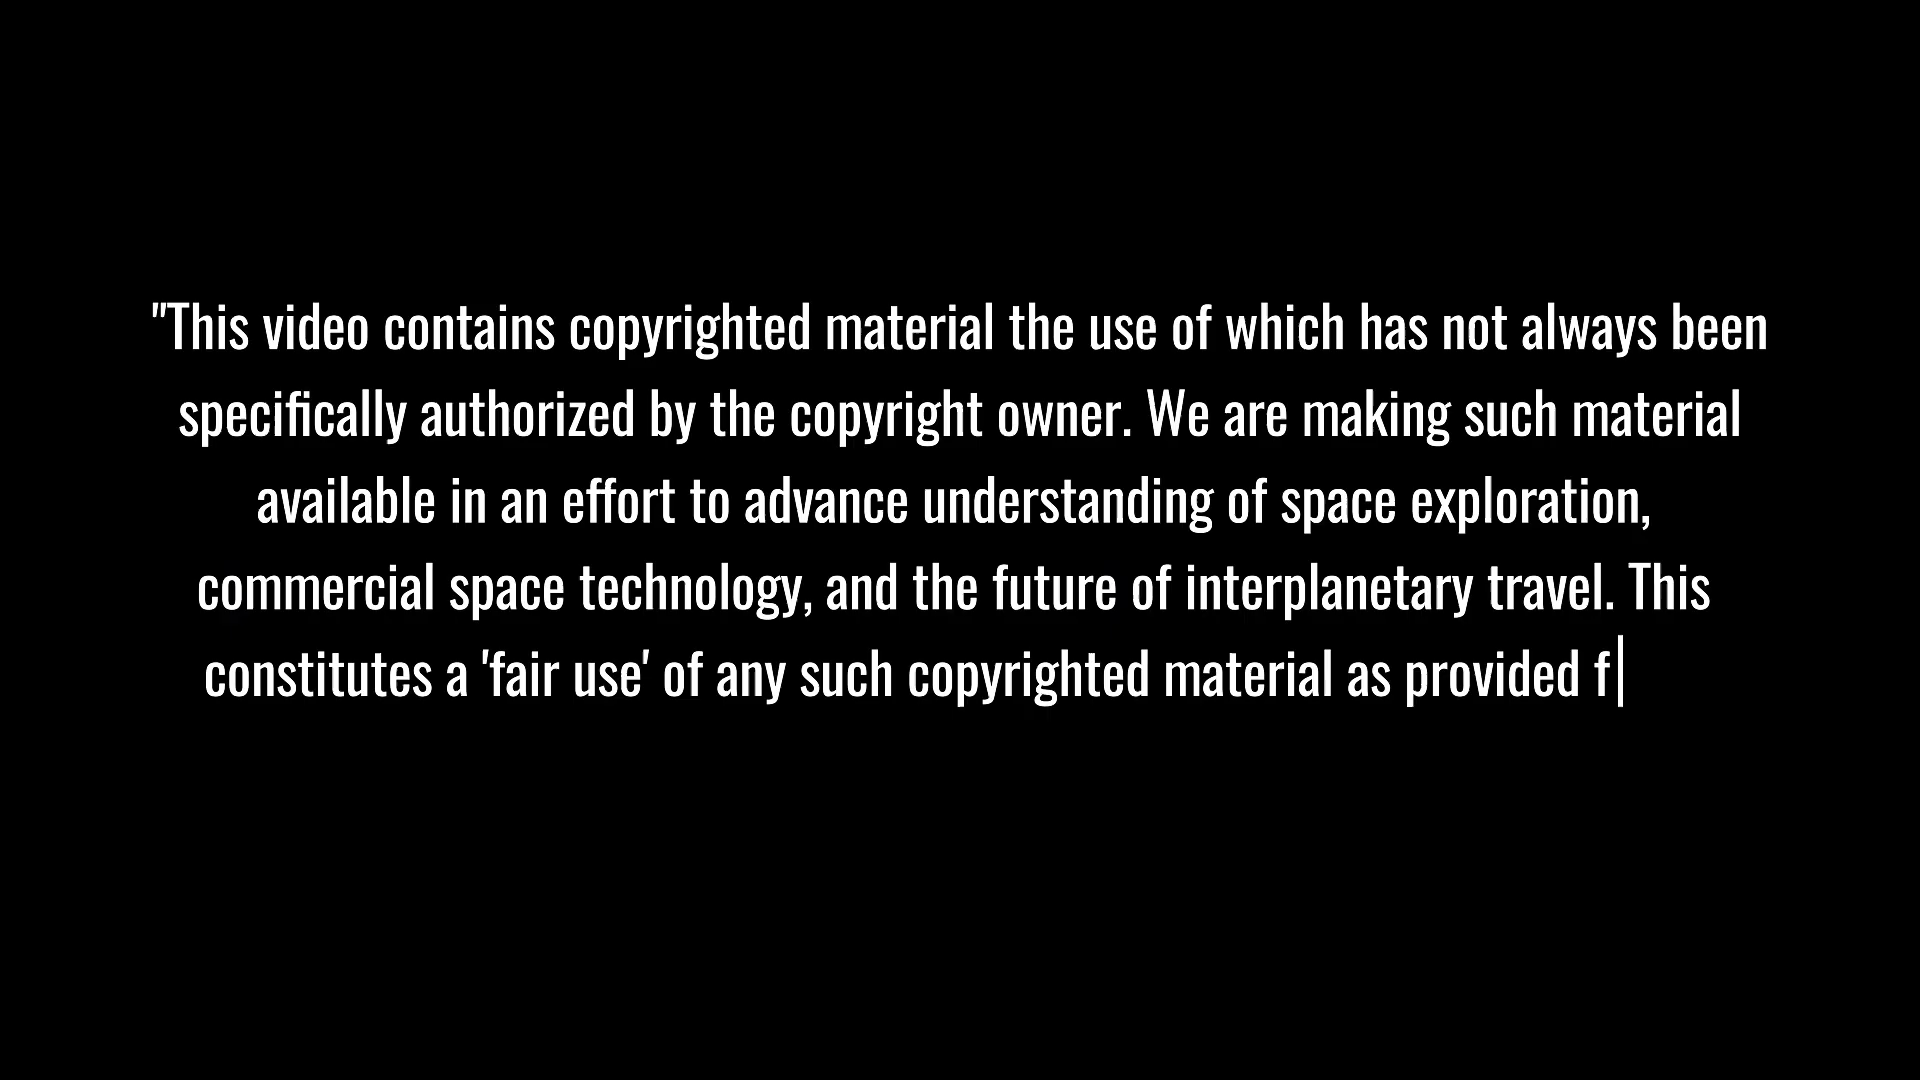 "This video contains copyrighted material the use of which has not always been
specifically authorized by the copyright owner. We are making such material
available in an effort to advance understanding of space exploration,
commercial space technology, and the future of interplanetary travel. This
constitutes a 'fair use' of any such copyrighted material as provided f